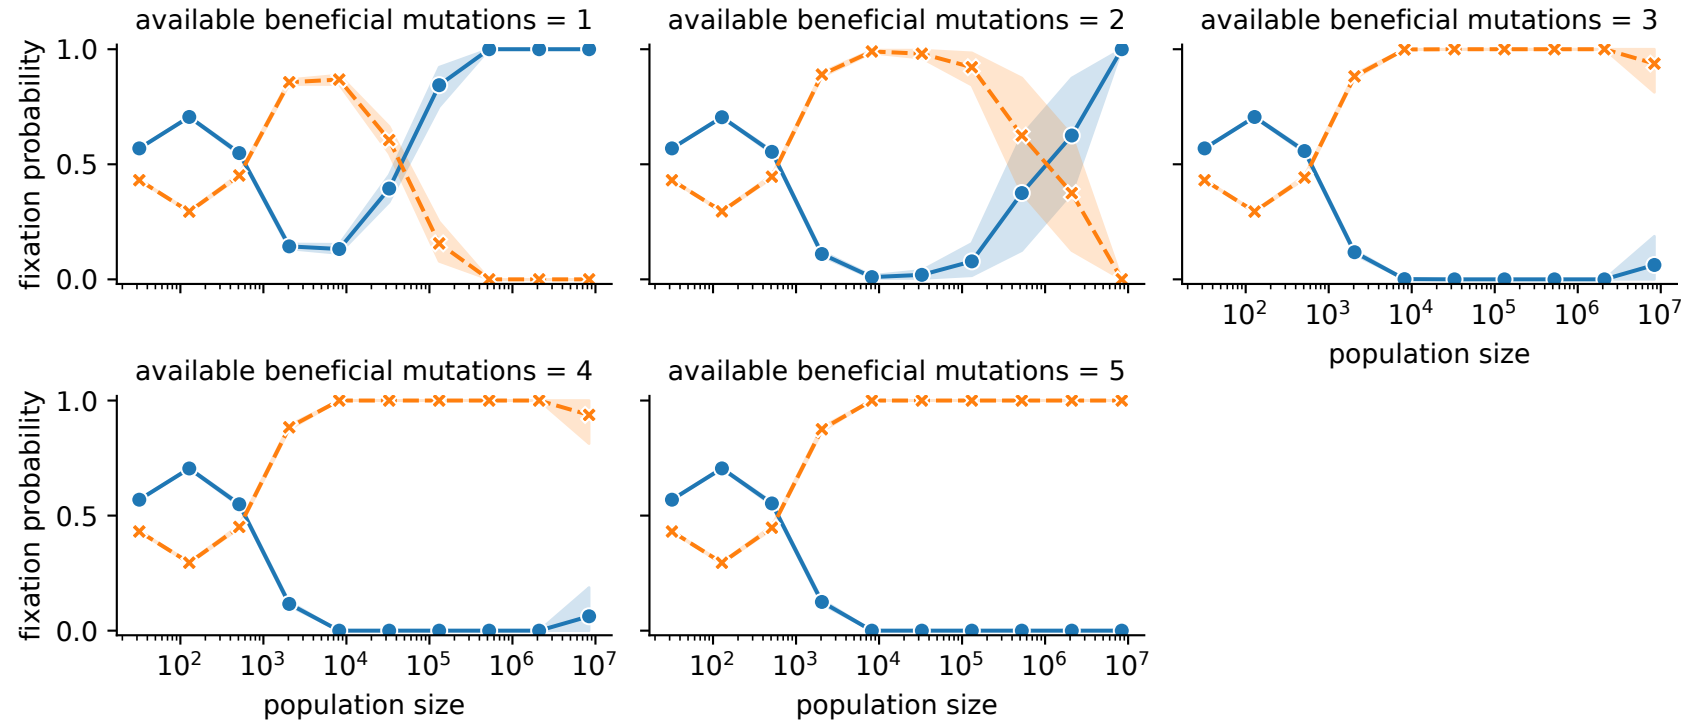 available beneficial mutations = 1
available beneficial mutations = 2
available beneficial mutations = 3
fixation probability
1.0
0.5
0.0
10² 10³ 10⁴ 10⁵ 10⁶ 10⁷
population size
available beneficial mutations = 4
available beneficial mutations = 5
fixation probability
1.0
0.5
0.0
10² 10³ 10⁴ 10⁵ 10⁶ 10⁷
population size
10² 10³ 10⁴ 10⁵ 10⁶ 10⁷
population size